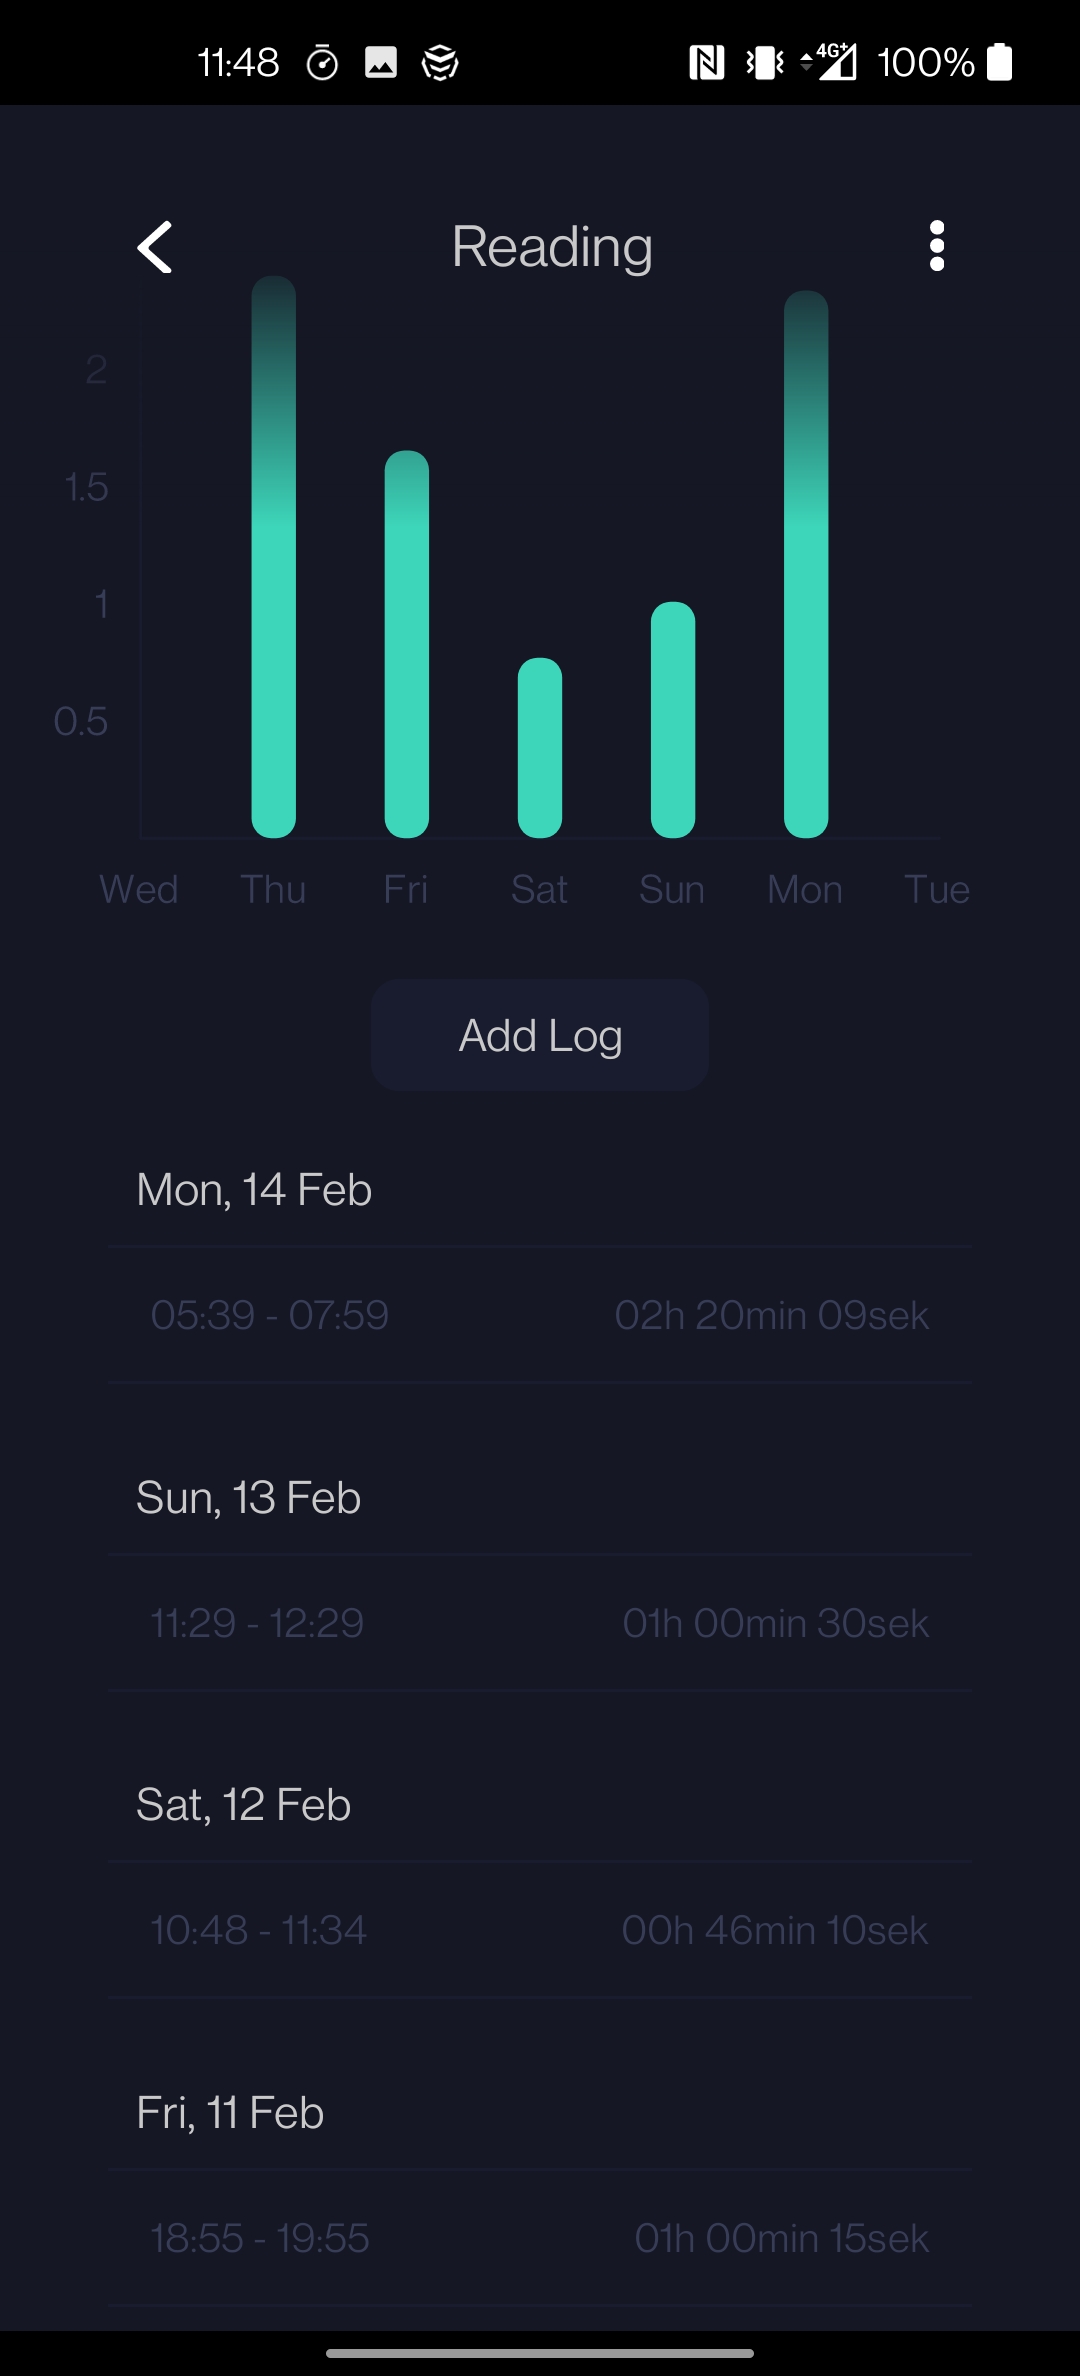 11:48 4G+ 100%
Reading
2
1.5
1
0.5
Wed Thu Fri Sat Sun Mon Tue
Add Log
Mon, 14 Feb
05:39 - 07:59 02h 20min 09sek
Sun, 13 Feb
11:29 - 12:29 01h 00min 30sek
Sat, 12 Feb
10:48 - 11:34 00h 46min 10sek
Fri, 11 Feb
18:55 - 19:55 01h 00min 15sek